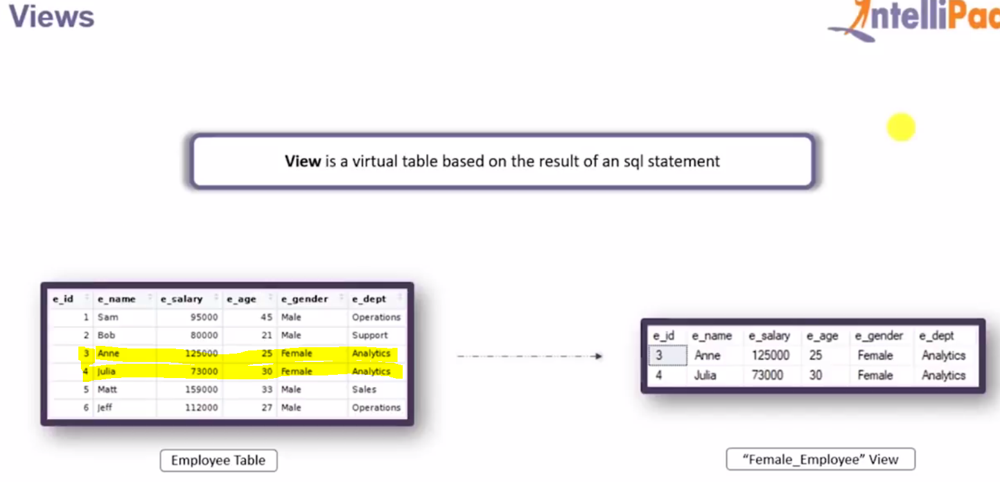 Views
IntelliPaa
View is a virtual table based on the result of an sql statement
e_id e_name e_salary e_age e_gender e_dept
1 Sam 95000 45 Male Operations
2 Bob 80000 21 Male Support
3 Anne 125000 25 Female Analytics
4 Julia 73000 30 Female Analytics
5 Matt 159000 33 Male Sales
6 Jeff 112000 27 Male Operations
e_id e_name e_salary e_age e_gender e_dept
3 Anne 125000 25 Female Analytics
4 Julia 73000 30 Female Analytics
Employee Table
“Female_Employee” View